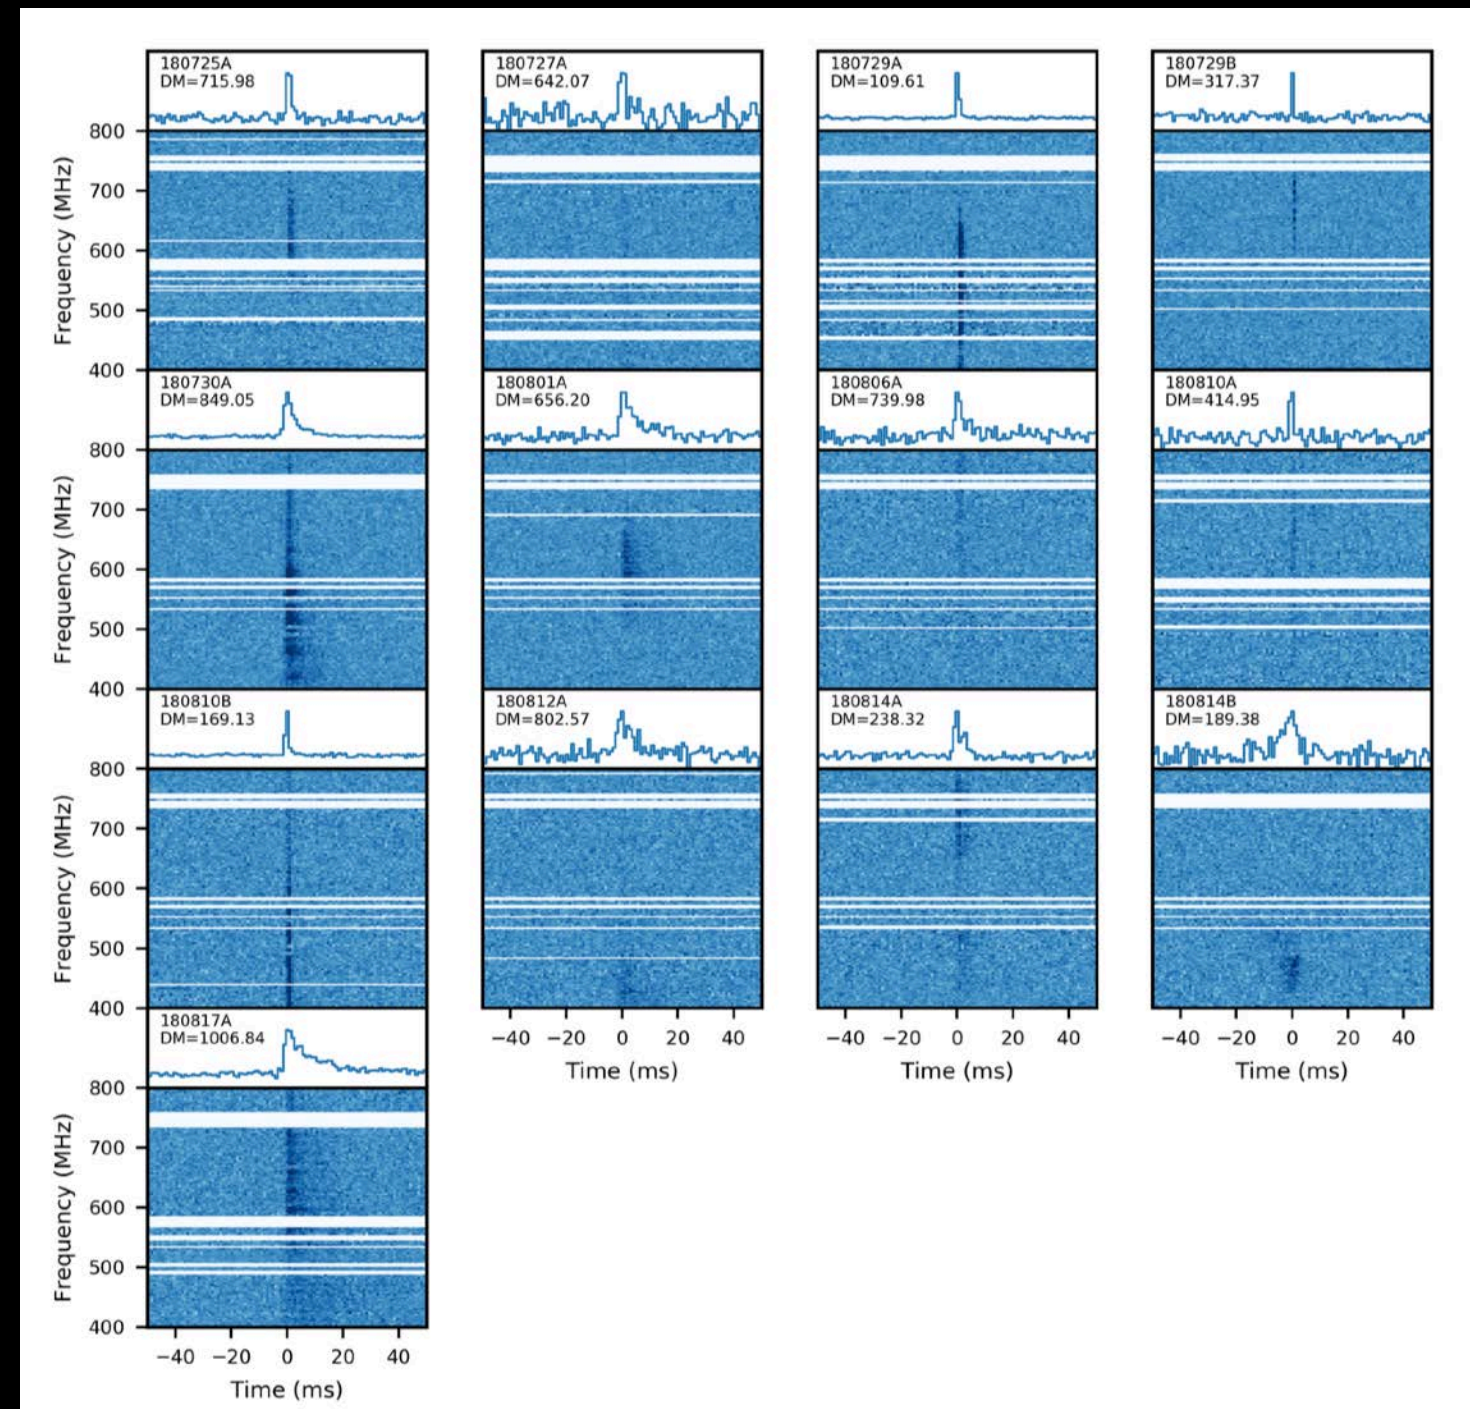 180725A
DM=715.98
180727A
DM=642.07
180729A
DM=109.61
180729B
DM=317.37
800
700
600
500
400
Frequency (MHz)
180730A
DM=849.05
180801A
DM=656.20
180806A
DM=739.98
180810A
DM=414.95
800
700
600
500
400
Frequency (MHz)
180810B
DM=169.13
180812A
DM=802.57
180814A
DM=238.32
180814B
DM=189.38
800
700
600
500
400
Frequency (MHz)
−40 −20 0 20 40
Time (ms)
−40 −20 0 20 40
Time (ms)
−40 −20 0 20 40
Time (ms)
180817A
DM=1006.84
800
700
600
500
400
Frequency (MHz)
−40 −20 0 20 40
Time (ms)